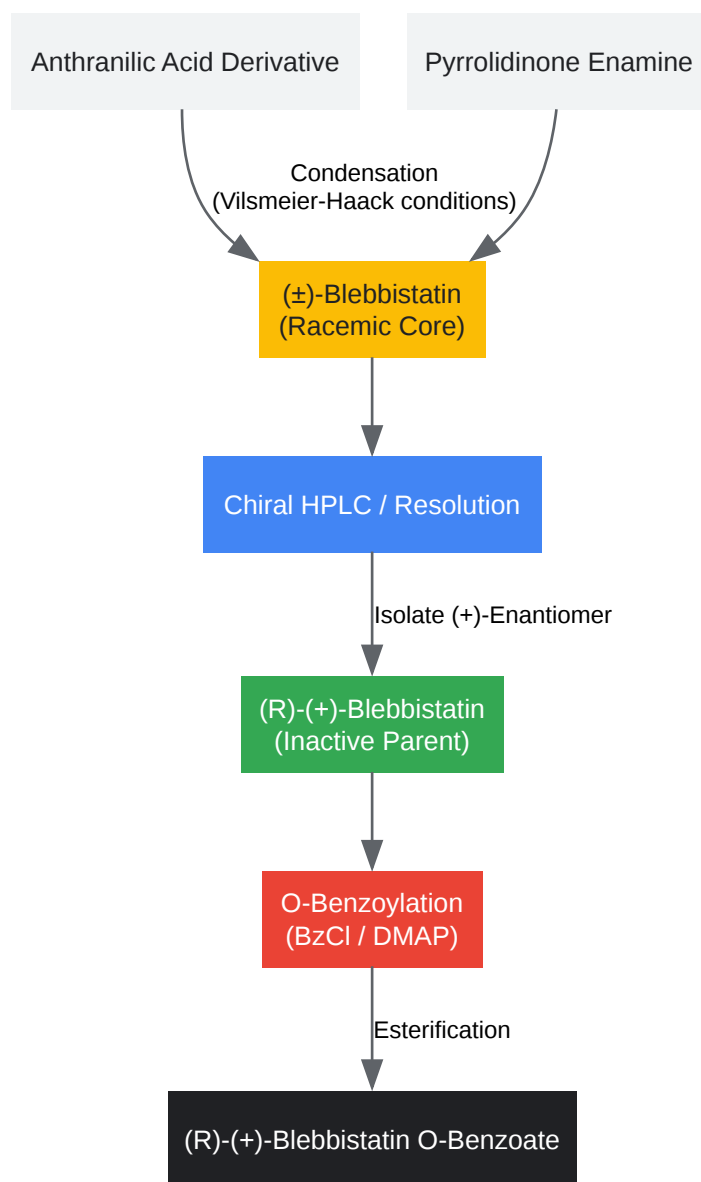 Anthranilic Acid Derivative
Pyrrolidinone Enamine
Condensation
(Vilsmeier-Haack conditions)
(±)-Blebbistatin
(Racemic Core)
Chiral HPLC / Resolution
Isolate (+)-Enantiomer
(R)-(+)-Blebbistatin
(Inactive Parent)
O-Benzoylation
(BzCl / DMAP)
Esterification
(R)-(+)-Blebbistatin O-Benzoate